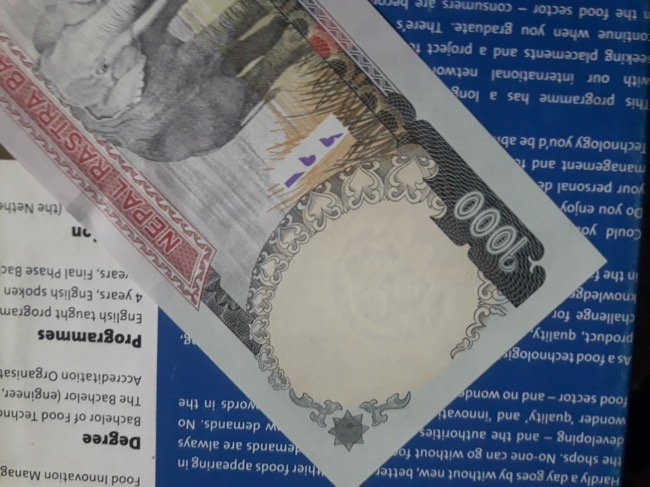 Food Innovation Manag
Degree
Bachelor of Food Techno
The Bachelor (engineer,
Accreditation Organisat
Programmes
English taught program
4 years, English spoken
years, Final Phase Bac
on
(the Nethe
Hardly a day goes by without new, better
thier foods appearing in
the shops. No-one can go without fo
demands are always
developing – and the authorities
w demands. No
wonder 'quality' and 'innovati
words in the
food sector – and no wonde
As a food technologis
product, quality,
challenge for
knowledg
in the f
Could yo
Do you enjoy
your personal de
management and fo
Technology you'd be abl
This programme has a long
with our international networ
seeking placements and a project fo
continue when you graduate. There's
in the food sector – consumers are becom
NEPAL RASTRA BA
1000